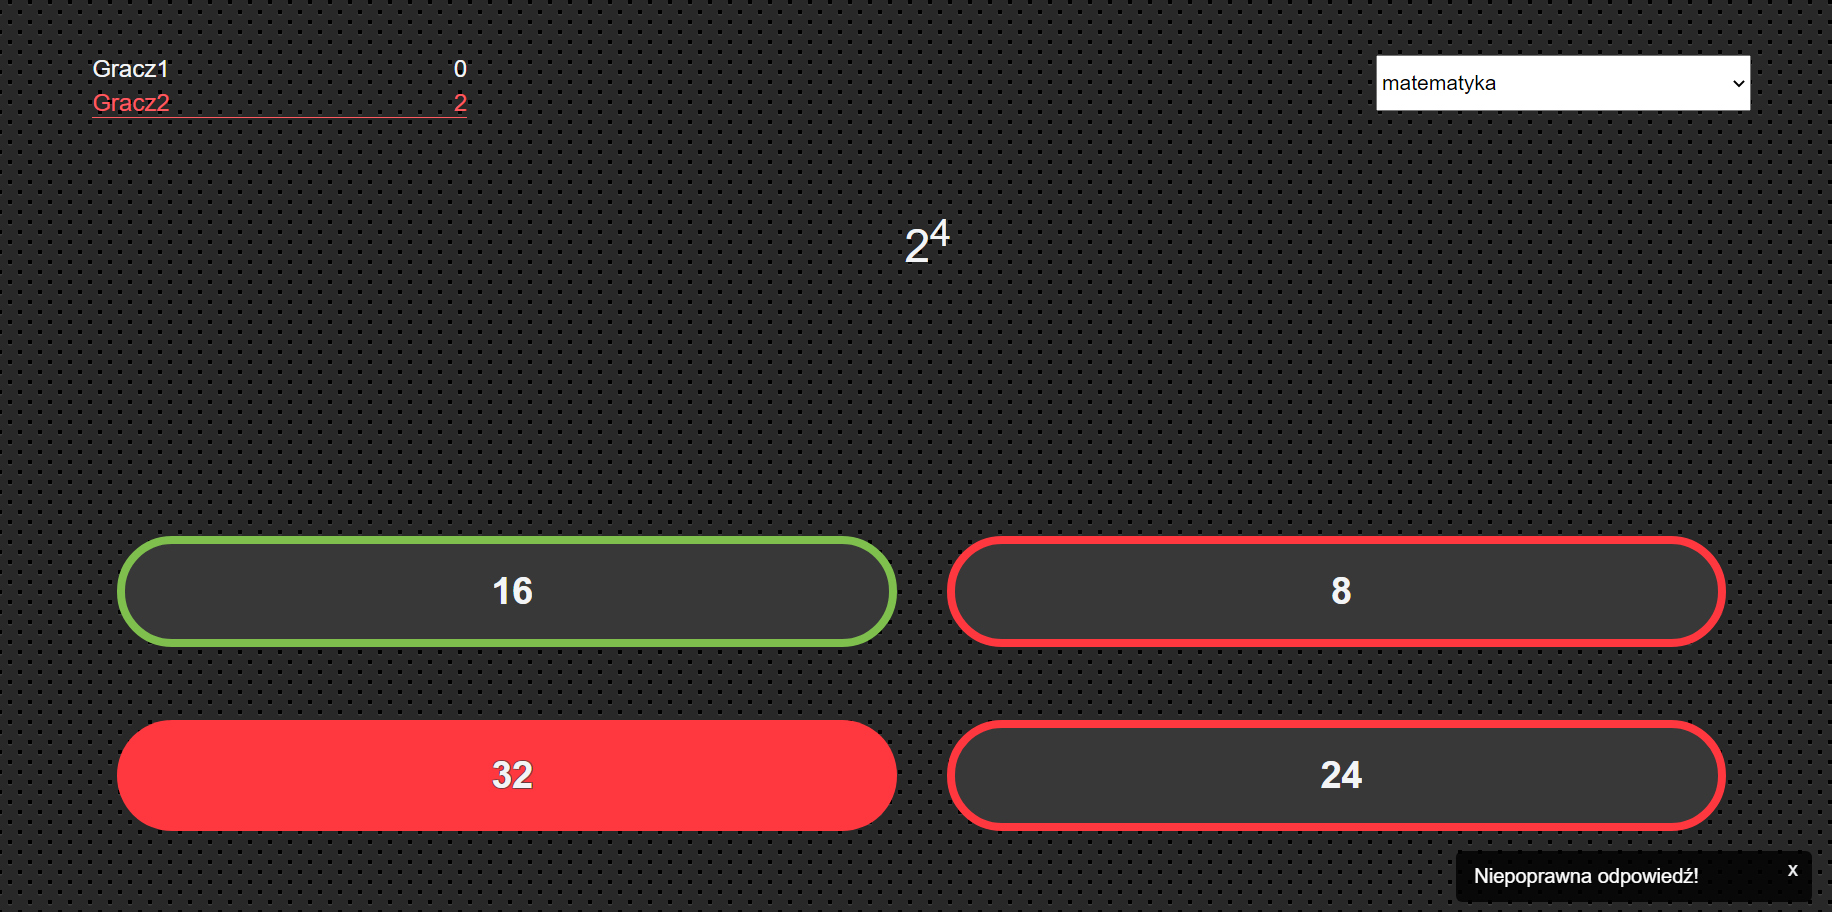 Gracz1 0
Gracz2 2
matematyka
2⁴
16
8
32
24
Niepoprawna odpowiedź! x